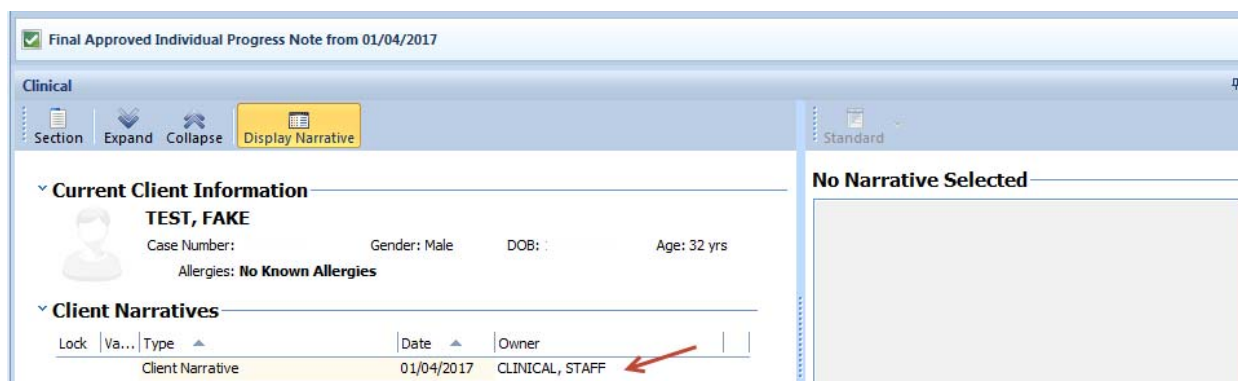 Final Approved Individual Progress Note from 01/04/2017
Clinical
Section Expand Collapse Display Narrative
Standard
Current Client Information
TEST, FAKE
Case Number: Gender: Male DOB: Age: 32 yrs
Allergies: No Known Allergies
No Narrative Selected
Client Narratives
Lock Va... Type Date Owner
Client Narrative 01/04/2017 CLINICAL, STAFF